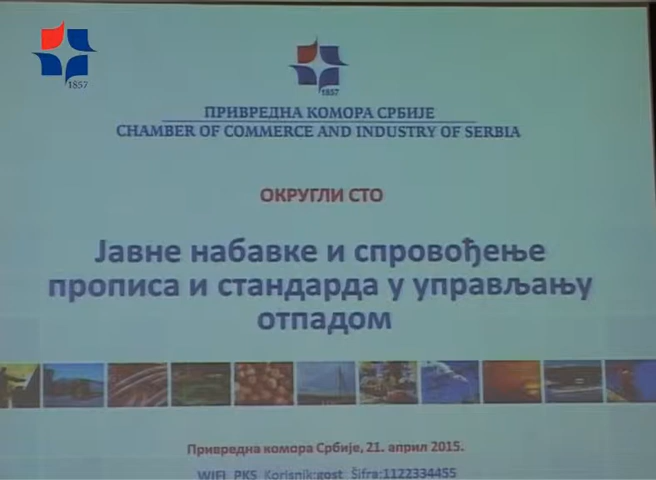 1857
1857
ПРИВРЕДНА КОМОРА СРБИЈЕ
CHAMBER OF COMMERCE AND INDUSTRY OF SERBIA
ОКРУГЛИ СТО
Јавне набавке и спровођење
прописа и стандарда у управљању
отпадом
Привредна комора Србије, 21. април 2015.
WIFI PKS Korisnik:gost Šifra:1122334455